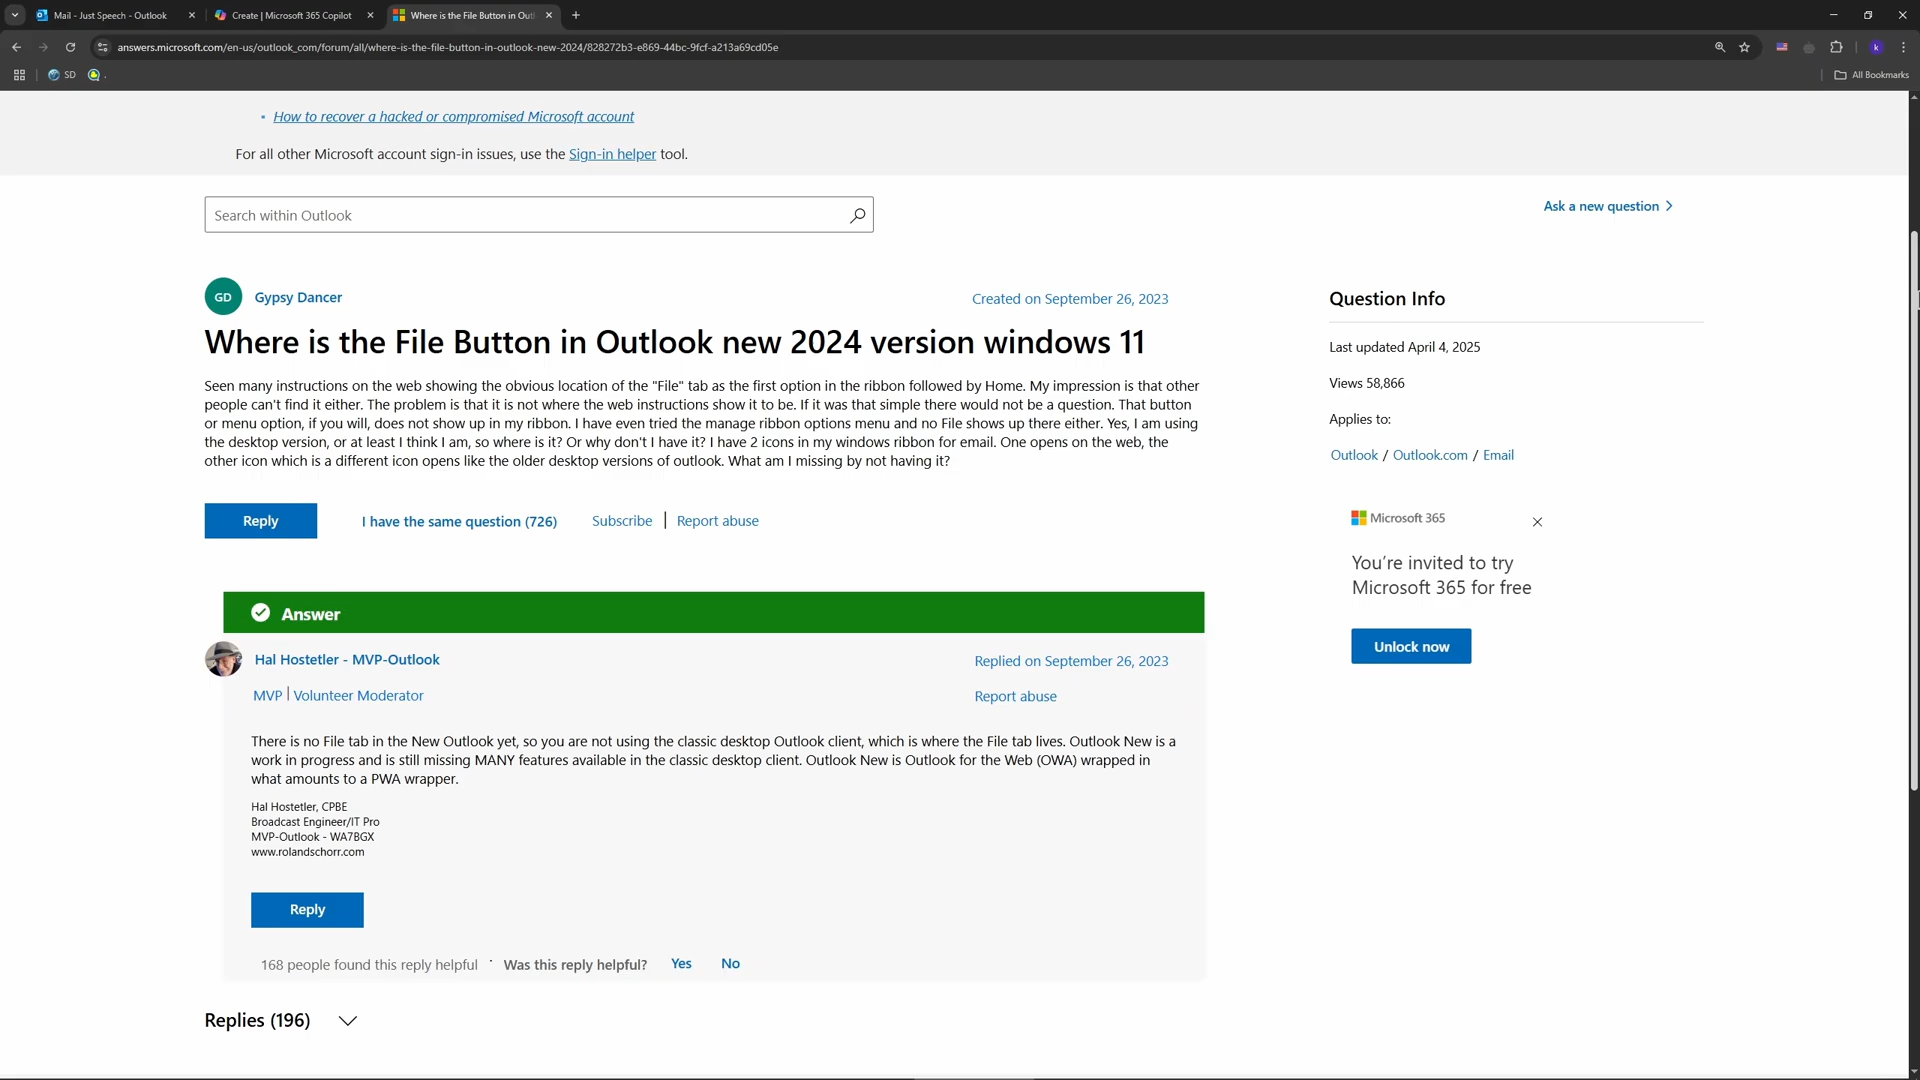 Mail - Just Speech - Outlook
Create | Microsoft 365 Copilot
Where is the File Button in Out
answers.microsoft.com/en-us/outlook_com/forum/all/where-is-the-file-button-in-outlook-new-2024/828272b3-e869-44bc-9fcf-a213a69cd05e
k
SD
.
All Bookmarks
How to recover a hacked or compromised Microsoft account
For all other Microsoft account sign-in issues, use the Sign-in helper tool.
Search within Outlook
Ask a new question
GD
Gypsy Dancer
Created on September 26, 2023
Where is the File Button in Outlook new 2024 version windows 11
Seen many instructions on the web showing the obvious location of the "File" tab as the first option in the ribbon followed by Home. My impression is that other
people can't find it either. The problem is that it is not where the web instructions show it to be. If it was that simple there would not be a question. That button
or menu option, if you will, does not show up in my ribbon. I have even tried the manage ribbon options menu and no File shows up there either. Yes, I am using
the desktop version, or at least I think I am, so where is it? Or why don't I have it? I have 2 icons in my windows ribbon for email. One opens on the web, the
other icon which is a different icon opens like the older desktop versions of outlook. What am I missing by not having it?
Reply
I have the same question (726)
Subscribe
Report abuse
Question Info
Last updated April 4, 2025
Views 58,866
Applies to:
Outlook / Outlook.com / Email
Microsoft 365
You're invited to try
Microsoft 365 for free
Unlock now
Answer
Hal Hostetler - MVP-Outlook
Replied on September 26, 2023
MVP | Volunteer Moderator
Report abuse
There is no File tab in the New Outlook yet, so you are not using the classic desktop Outlook client, which is where the File tab lives. Outlook New is a
work in progress and is still missing MANY features available in the classic desktop client. Outlook New is Outlook for the Web (OWA) wrapped in
what amounts to a PWA wrapper.
Hal Hostetler, CPBE
Broadcast Engineer/IT Pro
MVP-Outlook - WA7BGX
www.rolandschorr.com
Reply
168 people found this reply helpful · Was this reply helpful? Yes No
Replies (196)